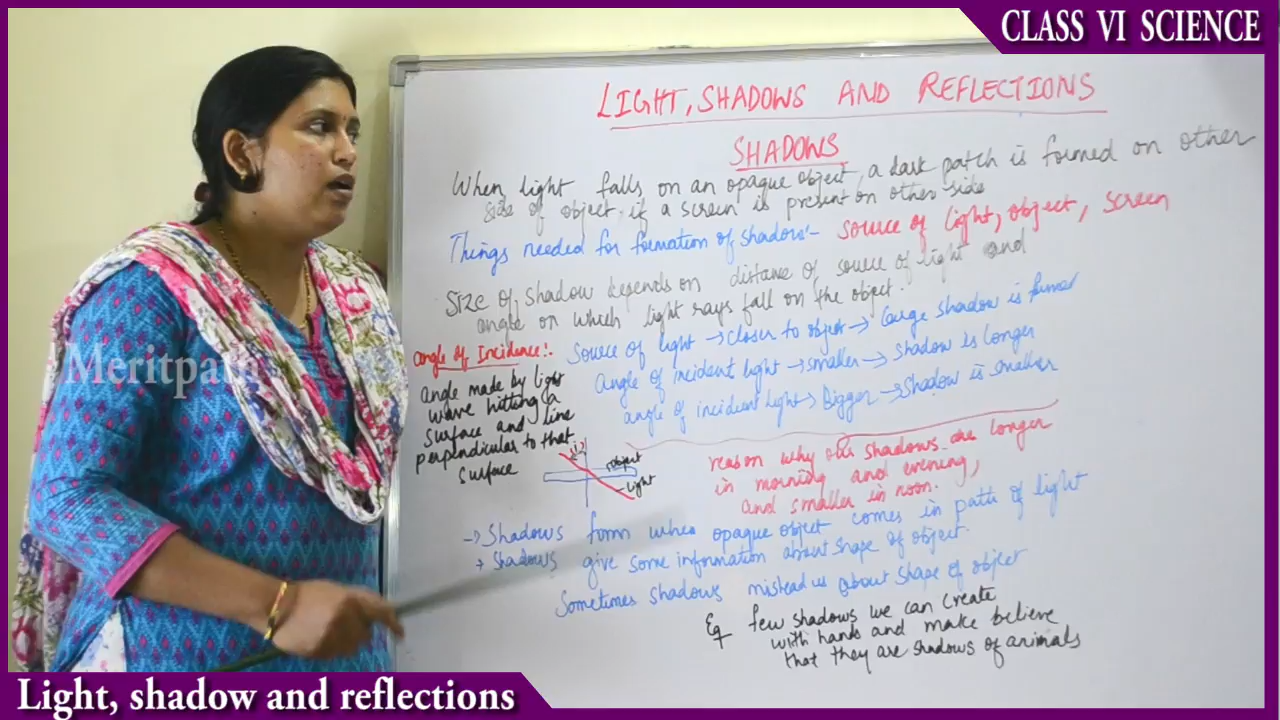 CLASS VI SCIENCE
LIGHT, SHADOWS AND REFLECTIONS
SHADOWS
When light falls on an opaque object, a dark patch is formed on other
side of object, if a screen is present on other side
Things needed for formation of shadow:- source of light, object, screen
Size of shadow depends on distance of source of light and
angle on which light rays fall on the object.
Angle of Incidence:-
angle made by light
wave hitting a
surface and line
perpendicular to that
surface
Source of light → closer to object → large shadow is formed
angle of incident light → smaller → shadow is longer
angle of incident light → Bigger → shadow is smaller
object
light
reason why our shadows are longer
in morning and evening,
and smaller in noon.
→ Shadows form when opaque object comes in path of light
→ Shadows give some information about shape of object
Sometimes shadows mislead us about shape of object
Eg few shadows we can create
with hands and make believe
that they are shadows of animals
Meritpath
Light, shadow and reflections